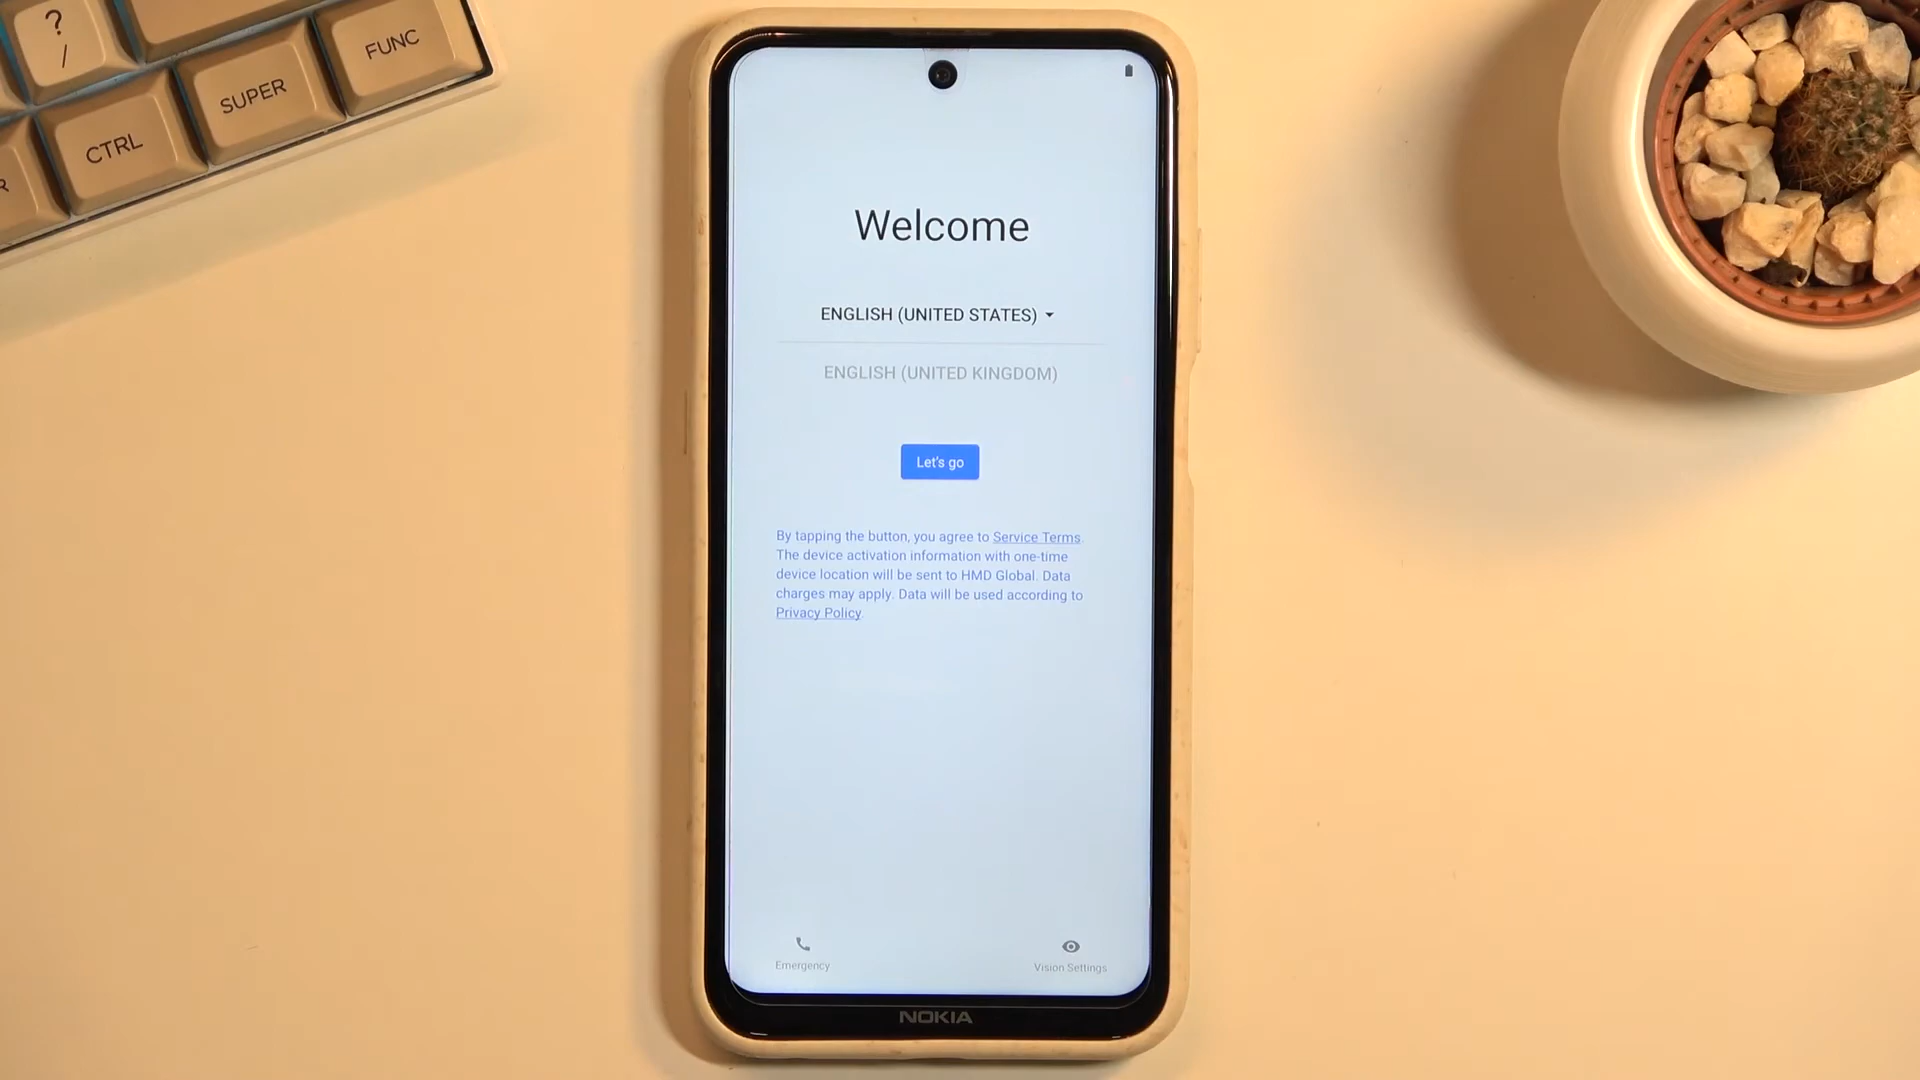 ?
/
FUNC
SUPER
CTRL
R
Welcome
ENGLISH (UNITED STATES)
ENGLISH (UNITED KINGDOM)
Let's go
By tapping the button, you agree to Service Terms.
The device activation information with one-time
device location will be sent to HMD Global. Data
charges may apply. Data will be used according to
Privacy Policy.
Emergency
Vision Settings
NOKIA